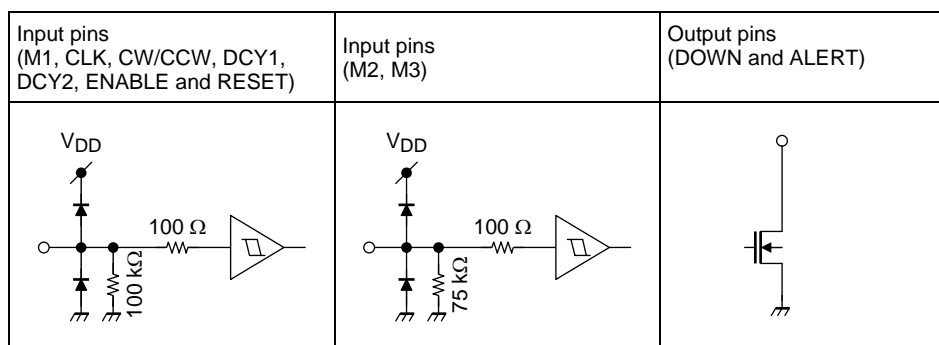 Input pins
(M1, CLK, CW/CCW, DCY1,
DCY2, ENABLE and RESET)
Input pins
(M2, M3)
Output pins
(DOWN and ALERT)
VDD
100 Ω
100 kΩ
VDD
100 Ω
75 kΩ